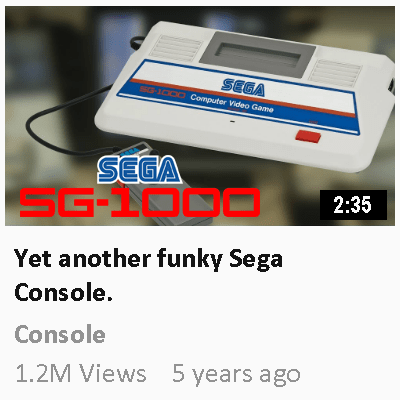 SEGA
SG-1000 Computer Video Game
SEGA
SG-1000
2:35
Yet another funky Sega
Console.
Console
1.2M Views 5 years ago